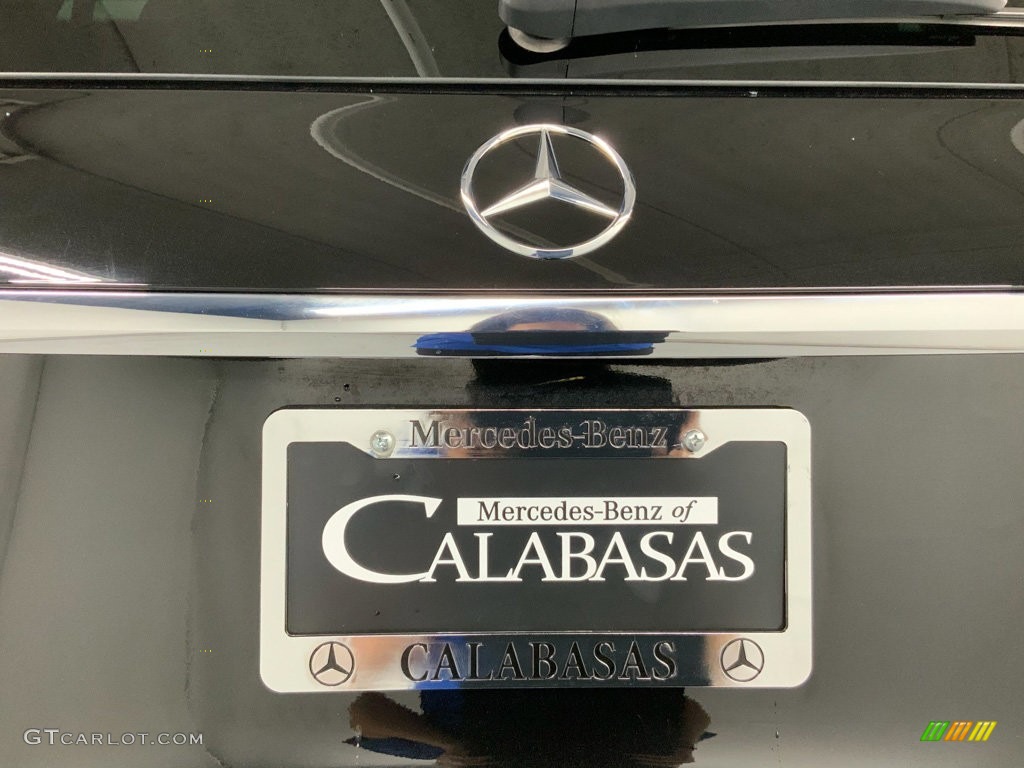 Mercedes-Benz
Mercedes-Benz of
CALABASAS
CALABASAS
GTCARLOT.COM